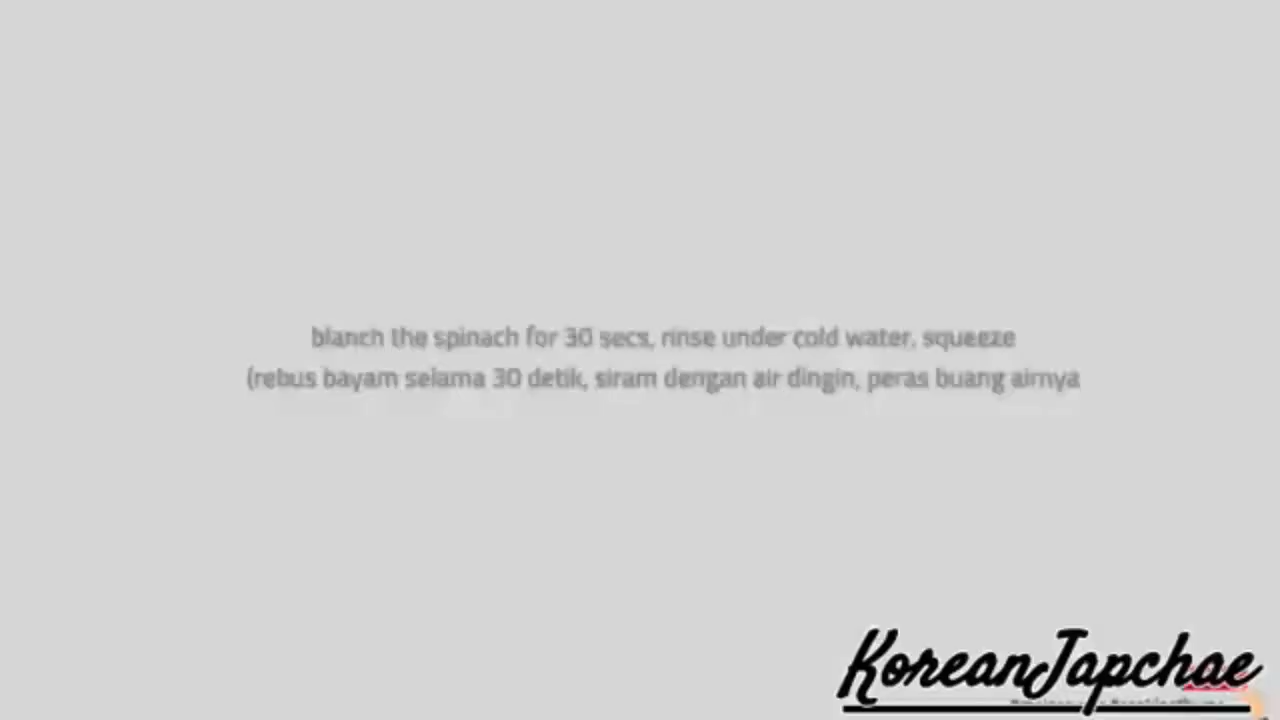 blanch the spinach for 30 secs, rinse under cold water, squeeze
(rebus bayam selama 30 detik, siram dengan air dingin, peras buang airnya
KoreanJapchae